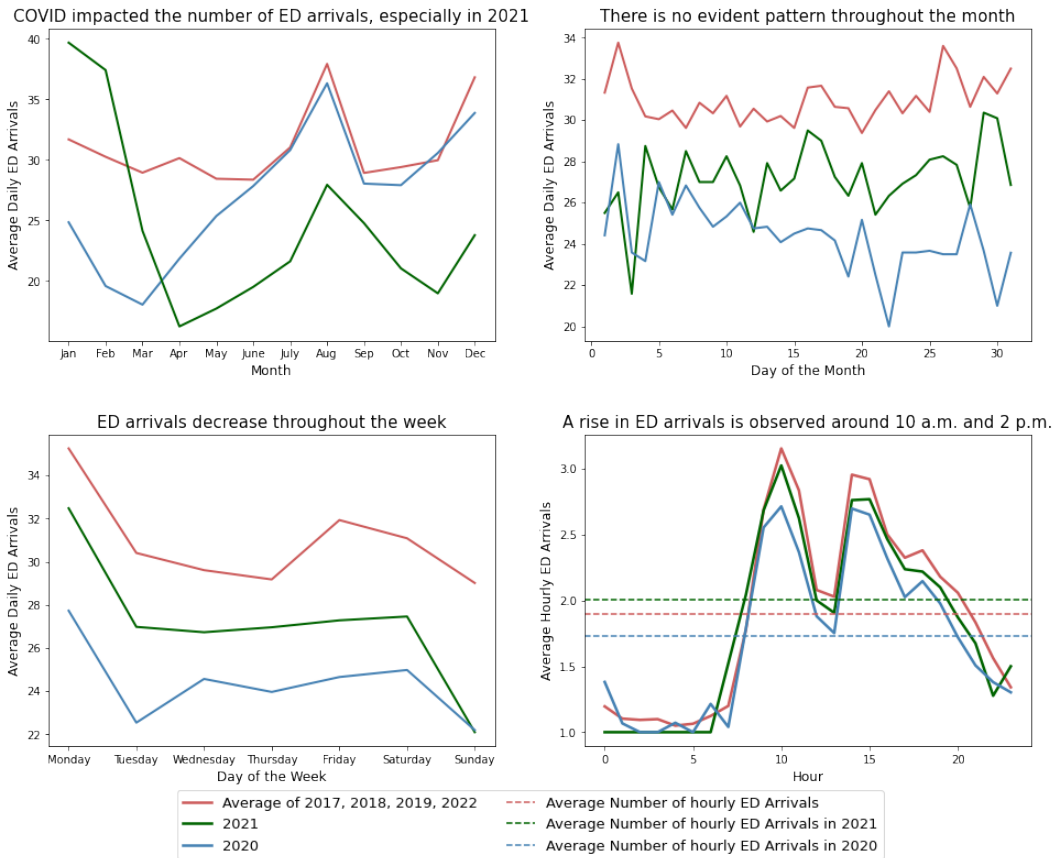 COVID impacted the number of ED arrivals, especially in 2021
Average Daily ED Arrivals
40
35
30
25
20
Jan Feb Mar Apr May June July Aug Sep Oct Nov Dec
Month
There is no evident pattern throughout the month
Average Daily ED Arrivals
34
32
30
28
26
24
22
20
0 5 10 15 20 25 30
Day of the Month
ED arrivals decrease throughout the week
Average Daily ED Arrivals
34
32
30
28
26
24
22
Monday Tuesday Wednesday Thursday Friday Saturday Sunday
Day of the Week
A rise in ED arrivals is observed around 10 a.m. and 2 p.m.
Average Hourly ED Arrivals
3.0
2.5
2.0
1.5
1.0
0 5 10 15 20
Hour
Average of 2017, 2018, 2019, 2022
2021
2020
Average Number of hourly ED Arrivals
Average Number of hourly ED Arrivals in 2021
Average Number of hourly ED Arrivals in 2020